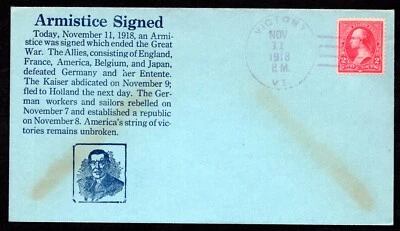 Armistice Signed
Today, November 11, 1918, an Armi-
stice was signed which ended the Great
War. The Allies, consisting of England,
France, America, Belgium, and Japan,
defeated Germany and her Entente.
The Kaiser abdicated on November 9;
fled to Holland the next day. The Ger-
man workers and sailors rebelled on
November 7 and established a republic
on November 8. America's string of vic-
tories remains unbroken.
VICTORY
NOV
11
1918
P.M.
VT.
2
2